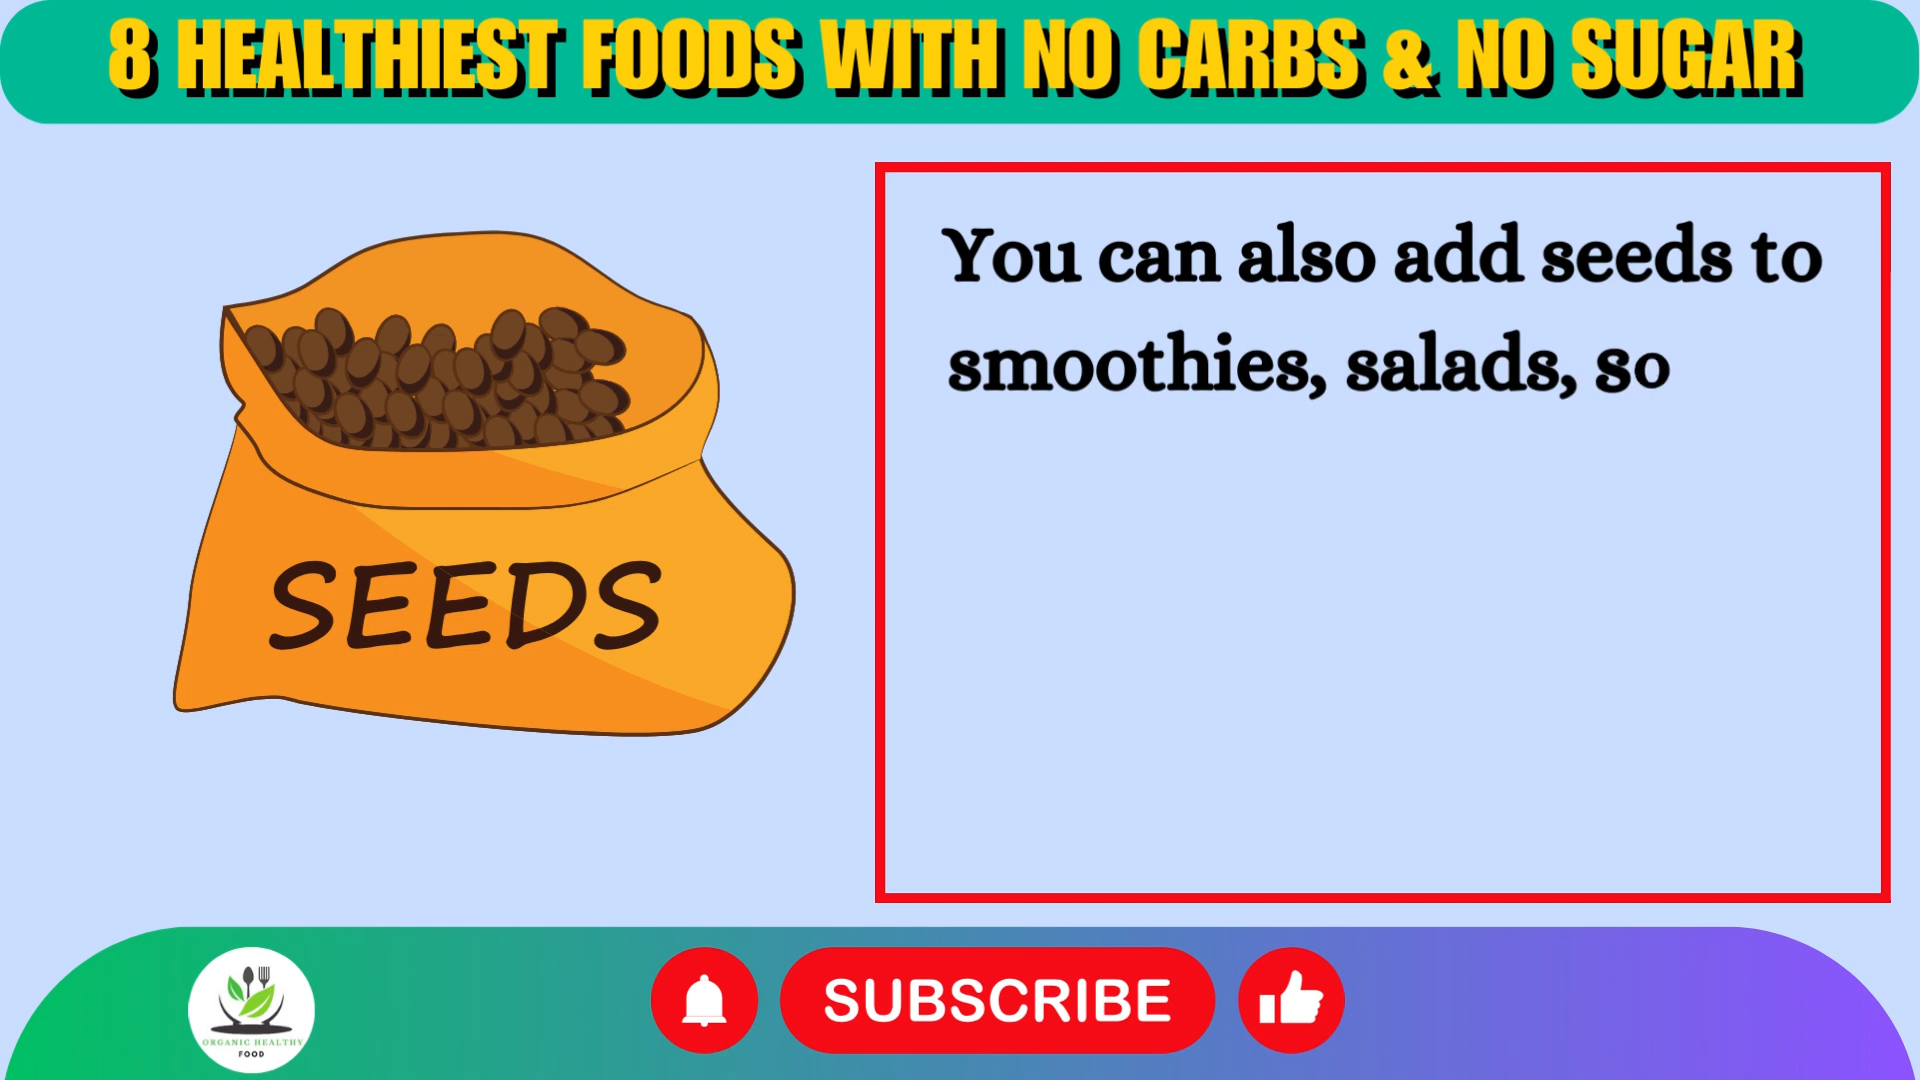 8 HEALTHIEST FOODS WITH NO CARBS & NO SUGAR
You can also add seeds to
smoothies, salads, so
SEEDS
SUBSCRIBE
ORGANIC HEALTHY
FOOD